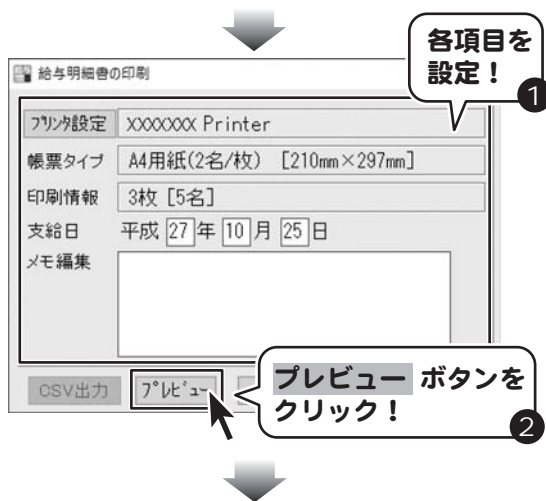 各項目を
設定！
1
給与明細書の印刷
ﾌﾟﾘﾝﾀ設定 XXXXXXX Printer
帳票タイプ A4用紙(2名/枚) [210mm×297mm]
印刷情報 3枚 [5名]
支給日 平成 27 年 10 月 25 日
メモ編集
CSV出力 ﾌﾟﾚﾋﾞｭｰ
プレビュー ボタンを
クリック！
2